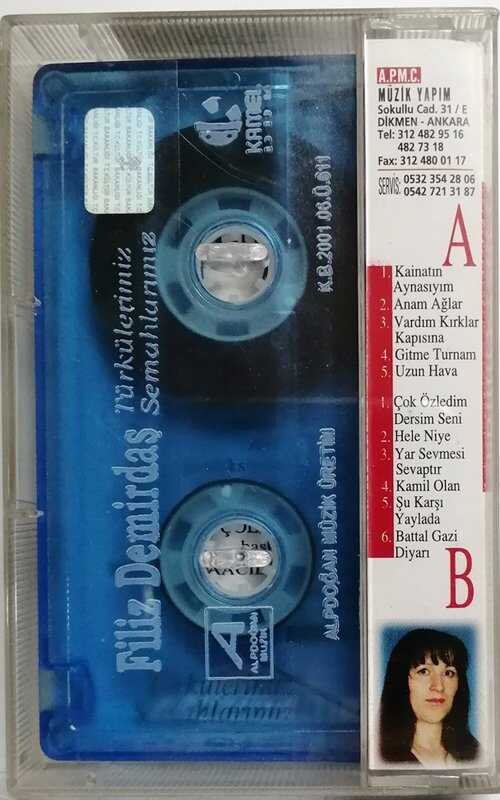 A.P.M.C.
MÜZİK YAPIM
Sokullu Cad. 31 / E
DİKMEN - ANKARA
Tel: 312 482 95 16
482 73 18
Fax: 312 480 01 17
SERVİS: 0532 354 28 06
0542 721 31 87
A
1. Kainatın
Aynasıyım
2. Anam Ağlar
3. Vardım Kırklar
Kapısına
4. Gitme Turnam
5. Uzun Hava
1. Çok Özledim
Dersim Seni
2. Hele Niye
3. Yar Sevmesi
Sevaptır
4. Kamil Olan
5. Şu Karşı
Yaylada
6. Battal Gazi
Diyarı
B
Filiz Demirdaş
Türkülerimiz
Semahlarımız
KAMEL
K.B.2001.06.Ü.611
ALPDOĞAN MÜZİK ÜRETİM
A
ALPDOĞAN
MÜZİK